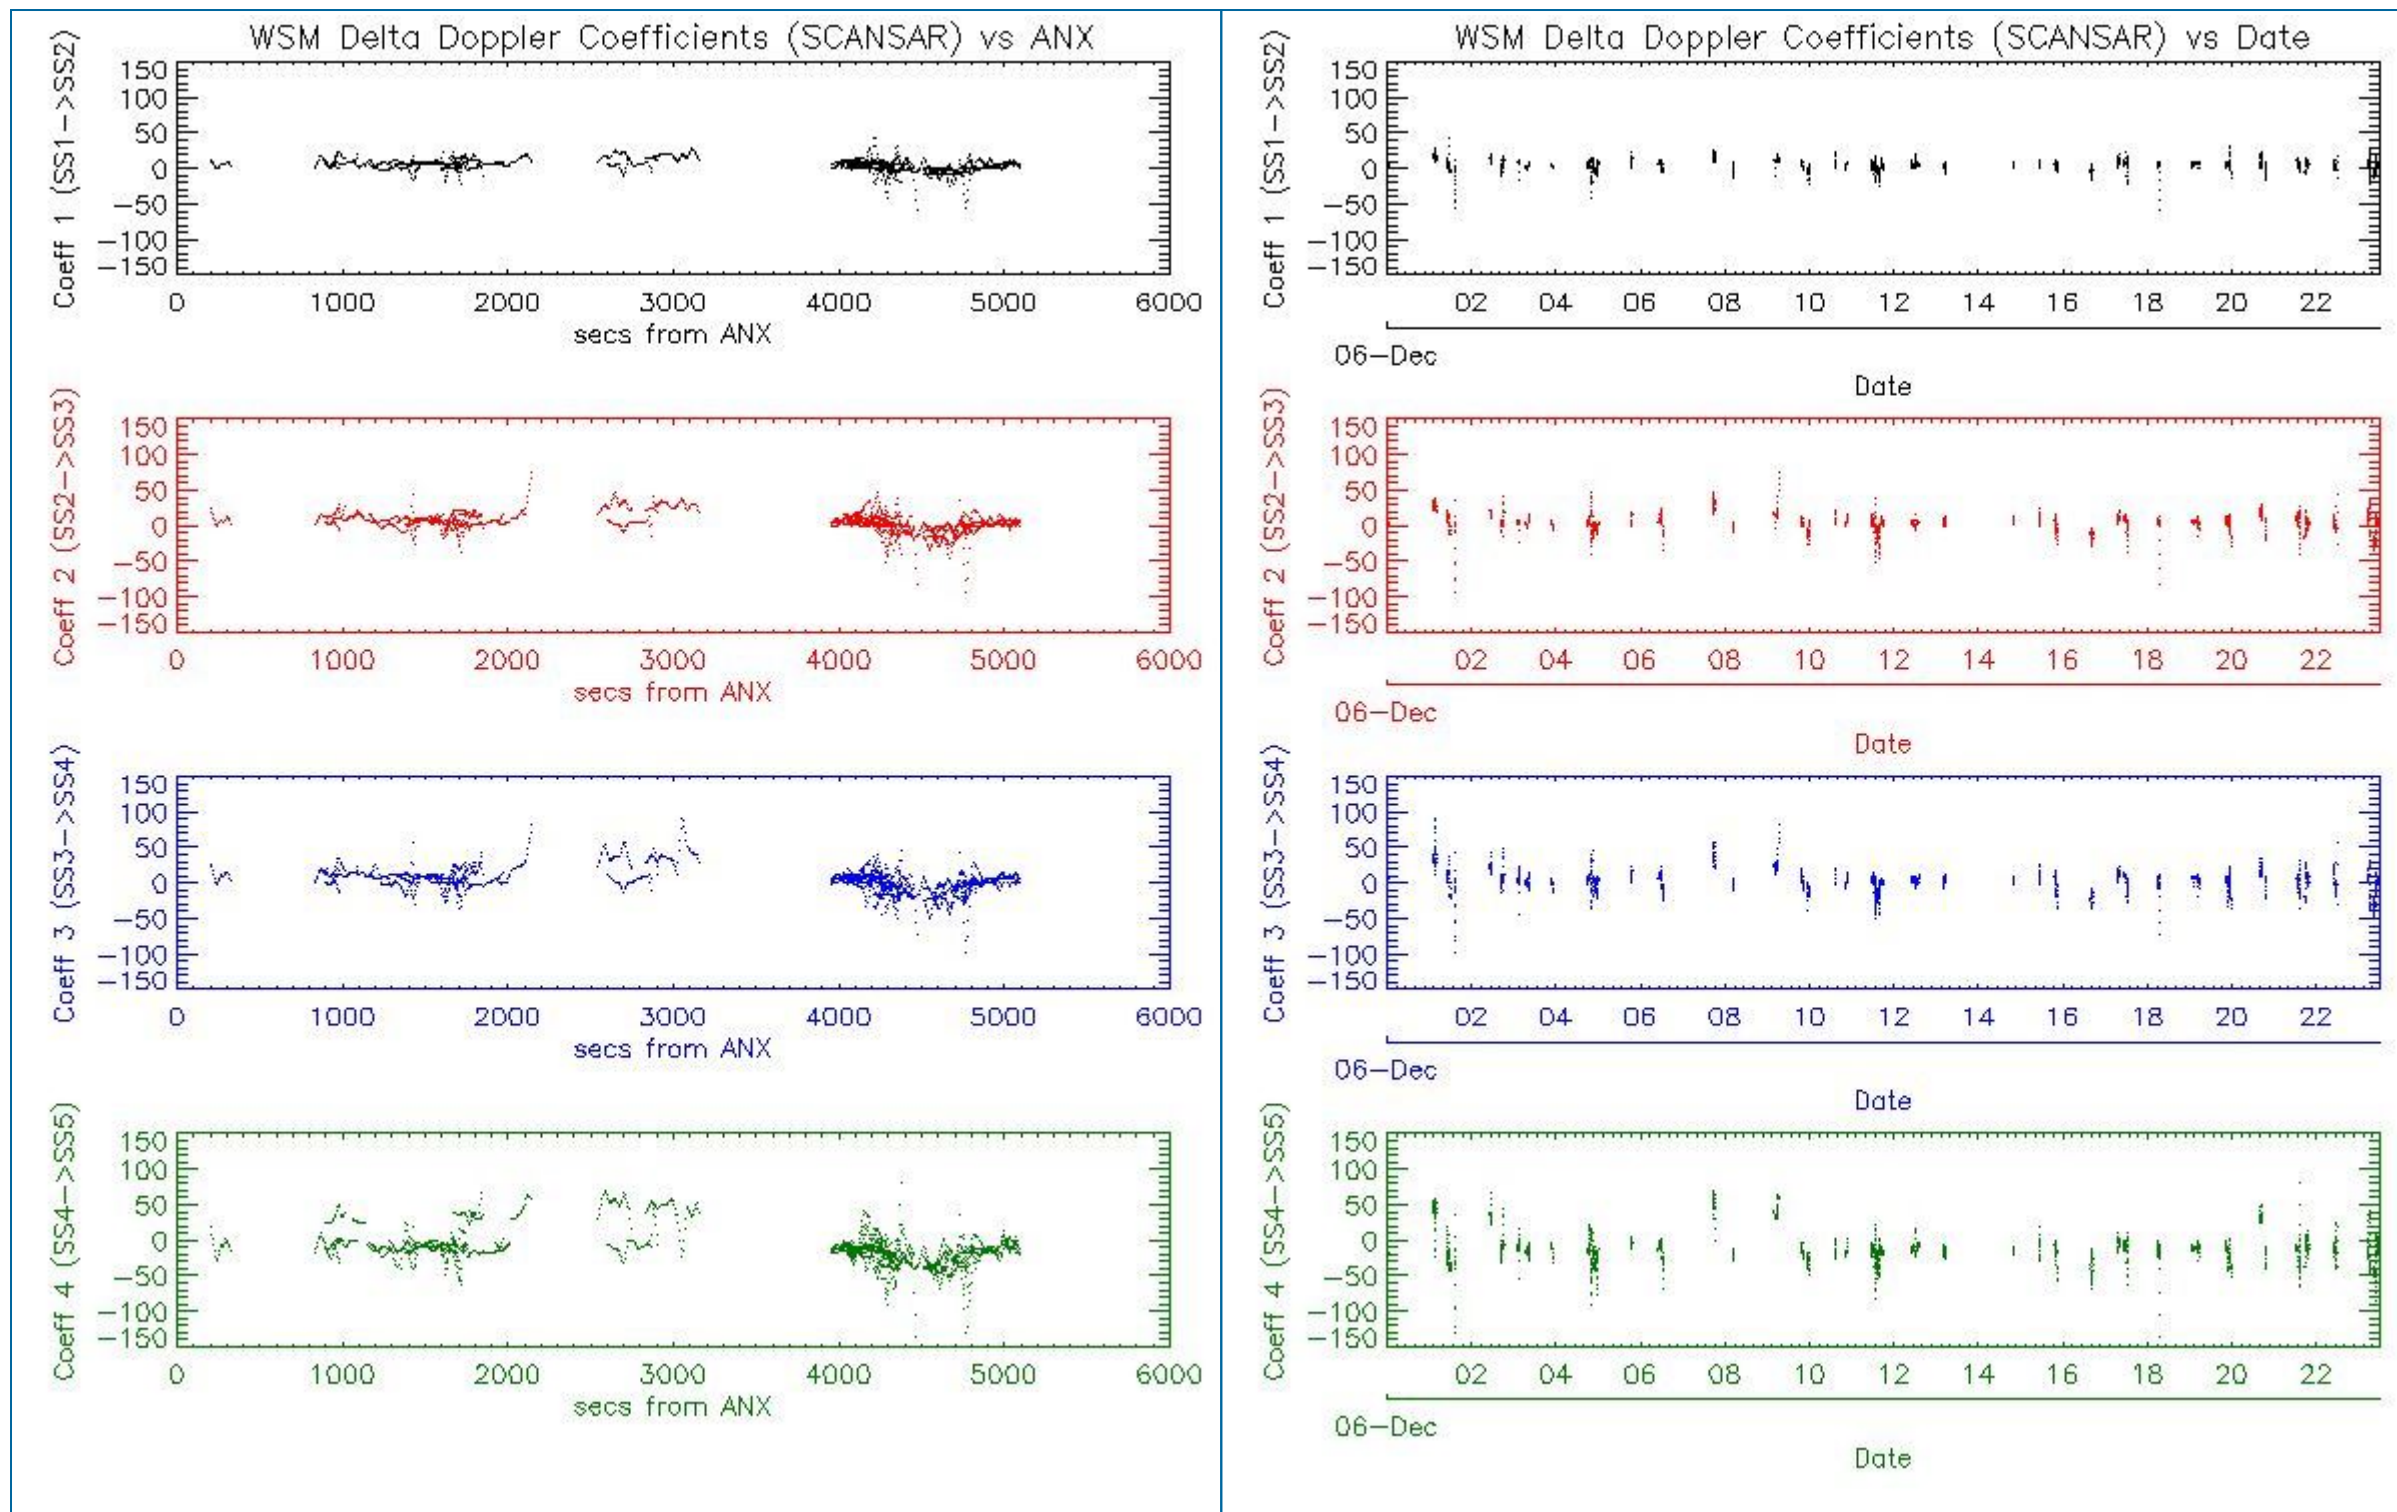 WSM Delta Doppler Coefficients (SCANSAR) vs ANX
Coeff 1 (SS1->SS2)
150
100
50
0
-50
-100
-150
0 1000 2000 3000 4000 5000 6000
secs from ANX
Coeff 2 (SS2->SS3)
150
100
50
0
-50
-100
-150
0 1000 2000 3000 4000 5000 6000
secs from ANX
Coeff 3 (SS3->SS4)
150
100
50
0
-50
-100
-150
0 1000 2000 3000 4000 5000 6000
secs from ANX
Coeff 4 (SS4->SS5)
150
100
50
0
-50
-100
-150
0 1000 2000 3000 4000 5000 6000
secs from ANX
WSM Delta Doppler Coefficients (SCANSAR) vs Date
Coeff 1 (SS1->SS2)
150
100
50
0
-50
-100
-150
02 04 06 08 10 12 14 16 18 20 22
06-Dec
Date
Coeff 2 (SS2->SS3)
150
100
50
0
-50
-100
-150
02 04 06 08 10 12 14 16 18 20 22
06-Dec
Date
Coeff 3 (SS3->SS4)
150
100
50
0
-50
-100
-150
02 04 06 08 10 12 14 16 18 20 22
06-Dec
Date
Coeff 4 (SS4->SS5)
150
100
50
0
-50
-100
-150
02 04 06 08 10 12 14 16 18 20 22
06-Dec
Date